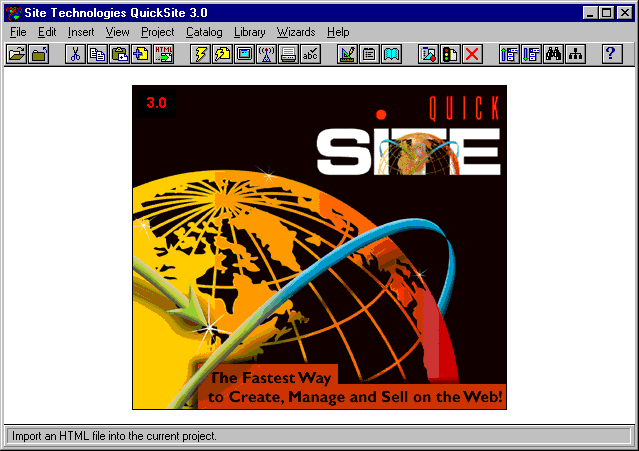 Site Technologies QuickSite 3.0
File Edit Insert View Project Catalog Library Wizards Help
HTML abc ?
3.0
QUICK
SiTE
The Fastest Way
to Create, Manage and Sell on the Web!
Import an HTML file into the current project.